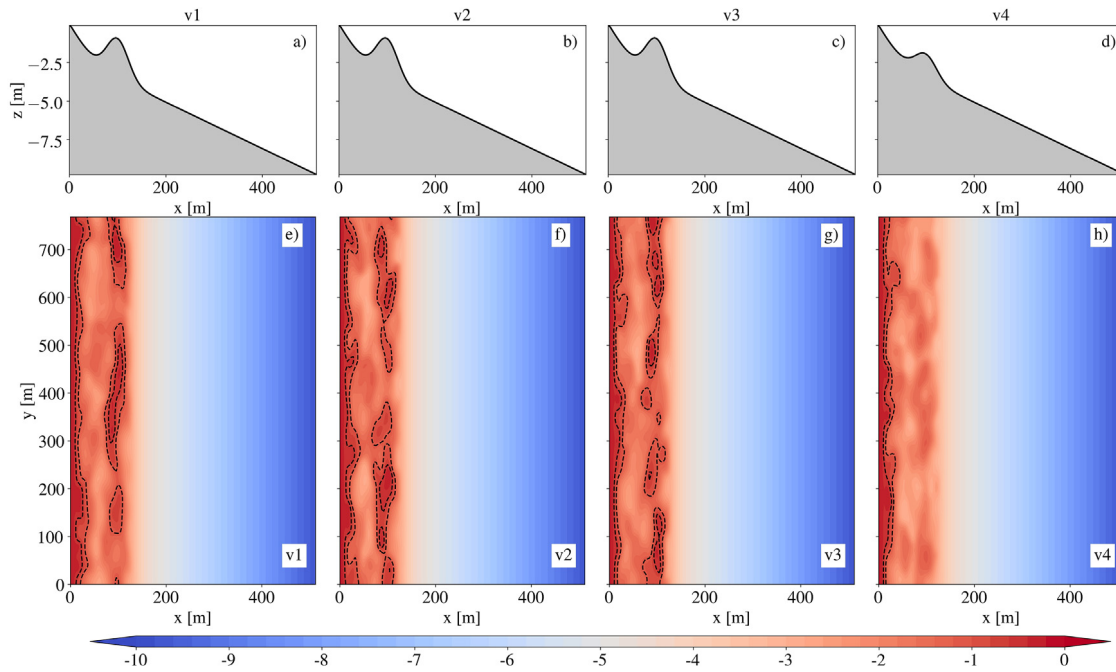 v1 v2 v3 v4
a) b) c) d)
z [m]
−2.5
−5.0
−7.5
0 200 400 0 200 400 0 200 400 0 200 400
x [m] x [m] x [m] x [m]
e) f) g) h)
y [m]
700
600
500
400
300
200
100
0
v1 v2 v3 v4
0 200 400 0 200 400 0 200 400 0 200 400
x [m] x [m] x [m] x [m]
-10 -9 -8 -7 -6 -5 -4 -3 -2 -1 0